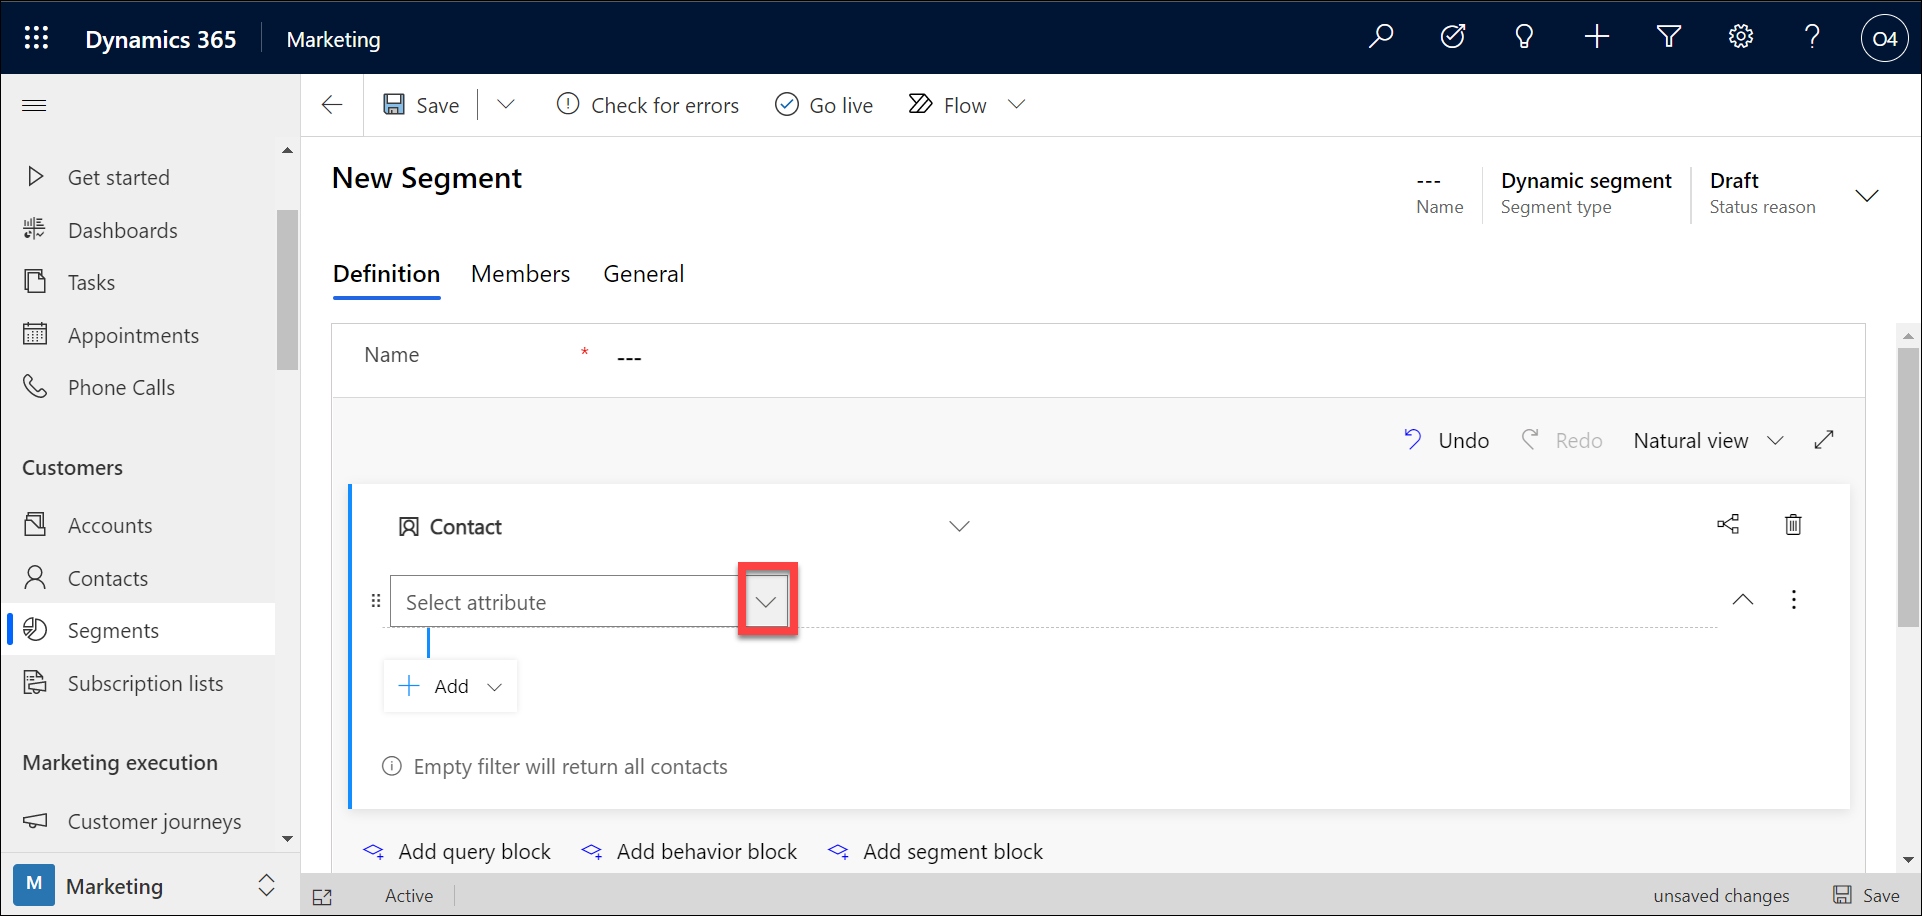 Dynamics 365 Marketing O4
Save Check for errors Go live Flow
Get started
Dashboards
Tasks
Appointments
Phone Calls
Customers
Accounts
Contacts
Segments
Subscription lists
Marketing execution
Customer journeys
M Marketing
New Segment
--- Dynamic segment Draft
Name Segment type Status reason
Definition Members General
Name * ---
Undo Redo Natural view
Contact
Select attribute
Add
Empty filter will return all contacts
Add query block Add behavior block Add segment block
Active unsaved changes Save